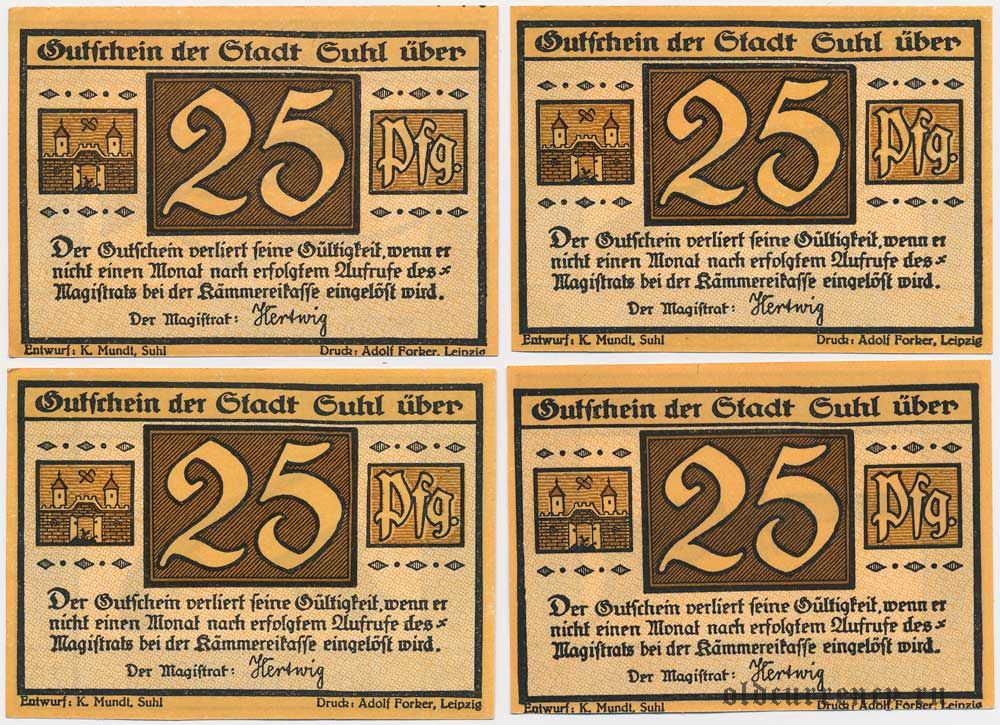 Gutschein der Stadt Suhl über
25
Pfg.
Der Gutschein verliert seine Gültigkeit, wenn er
nicht einen Monat nach erfolgtem Aufrufe des
Magistrats bei der Kämmereikasse eingelöst wird.
Der Magistrat: Hertwig
Entwurf: K. Mundt, Suhl
Druck: Adolf Forker, Leipzig
Gutschein der Stadt Suhl über
25
Pfg.
Der Gutschein verliert seine Gültigkeit, wenn er
nicht einen Monat nach erfolgtem Aufrufe des
Magistrats bei der Kämmereikasse eingelöst wird.
Der Magistrat: Hertwig
Entwurf: K. Mundt, Suhl
Druck: Adolf Forker, Leipzig
Gutschein der Stadt Suhl über
25
Pfg.
Der Gutschein verliert seine Gültigkeit, wenn er
nicht einen Monat nach erfolgtem Aufrufe des
Magistrats bei der Kämmereikasse eingelöst wird.
Der Magistrat: Hertwig
Entwurf: K. Mundt, Suhl
Druck: Adolf Forker, Leipzig
Gutschein der Stadt Suhl über
25
Pfg.
Der Gutschein verliert seine Gültigkeit, wenn er
nicht einen Monat nach erfolgtem Aufrufe des
Magistrats bei der Kämmereikasse eingelöst wird.
Der Magistrat: Hertwig
Entwurf: K. Mundt, Suhl
Druck: Adolf Forker, Leipzig
oldcurrency.ru